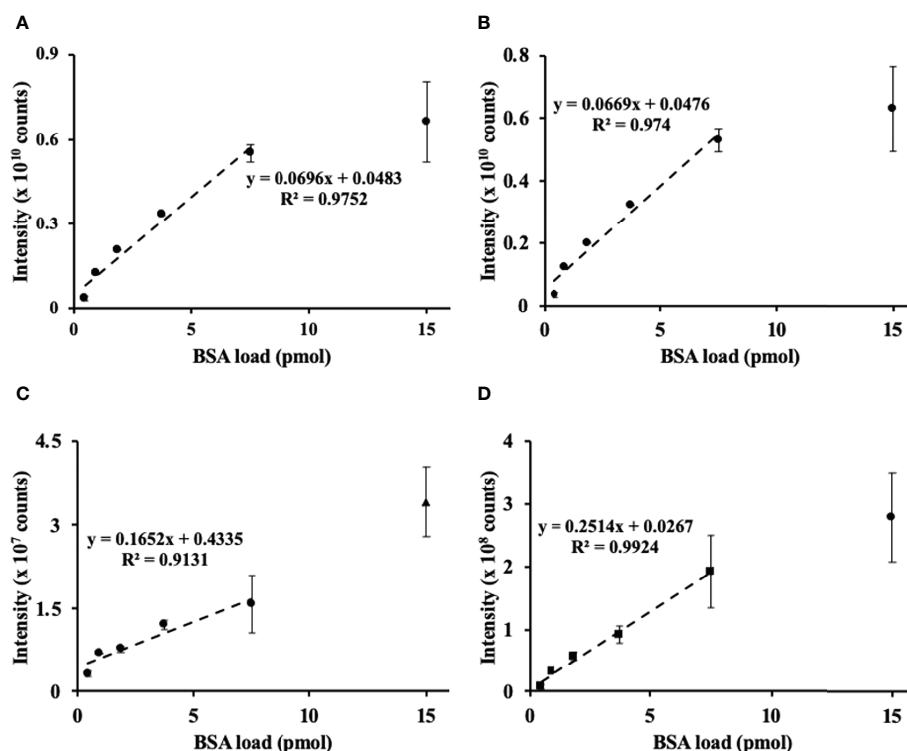 A
Intensity (x 10¹⁰ counts)
0.9
0.6
0.3
0
y = 0.0696x + 0.0483
R² = 0.9752
0 5 10 15
BSA load (pmol)
B
Intensity (x 10¹⁰ counts)
0.8
0.6
0.4
0.2
0
y = 0.0669x + 0.0476
R² = 0.974
0 5 10 15
BSA load (pmol)
C
Intensity (x 10⁷ counts)
4.5
3
1.5
0
y = 0.1652x + 0.4335
R² = 0.9131
0 5 10 15
BSA load (pmol)
D
Intensity (x 10⁸ counts)
4
3
2
1
0
y = 0.2514x + 0.0267
R² = 0.9924
0 5 10 15
BSA load (pmol)